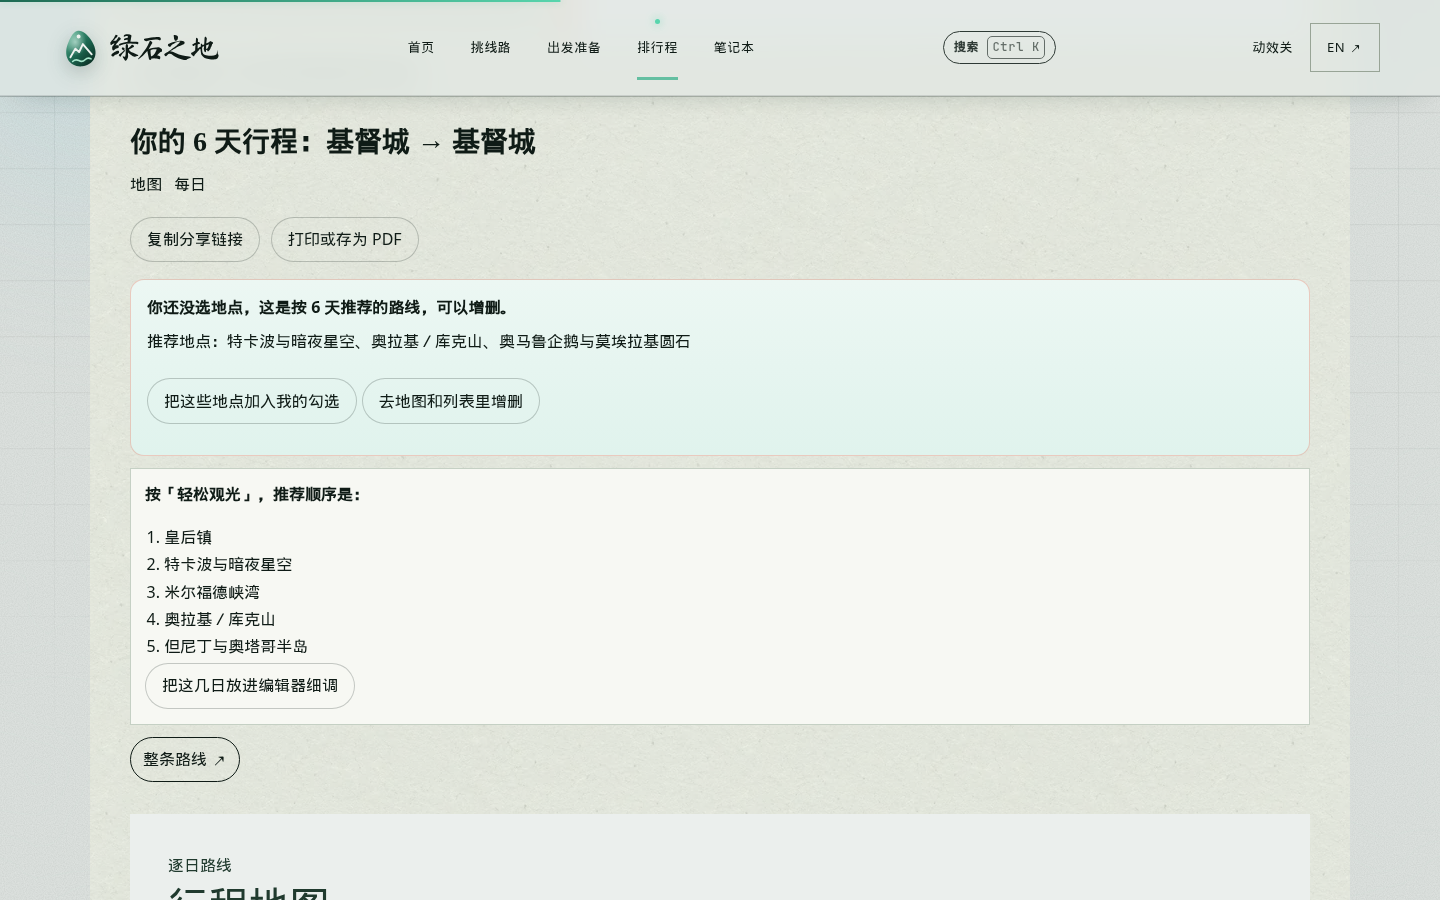 绿石之地
首页 挑线路 出发准备 排行程 笔记本
搜索 Ctrl K
动效关
EN ↗
你的 6 天行程：基督城 → 基督城
地图 每日
复制分享链接 打印或存为 PDF
你还没选地点，这是按 6 天推荐的路线，可以增删。
推荐地点：特卡波与暗夜星空、奥拉基 / 库克山、奥马鲁企鹅与莫埃拉基圆石
把这些地点加入我的勾选 去地图和列表里增删
按「轻松观光」，推荐顺序是：
1. 皇后镇
2. 特卡波与暗夜星空
3. 米尔福德峡湾
4. 奥拉基 / 库克山
5. 但尼丁与奥塔哥半岛
把这几日放进编辑器细调
整条路线 ↗
逐日路线
行程地图